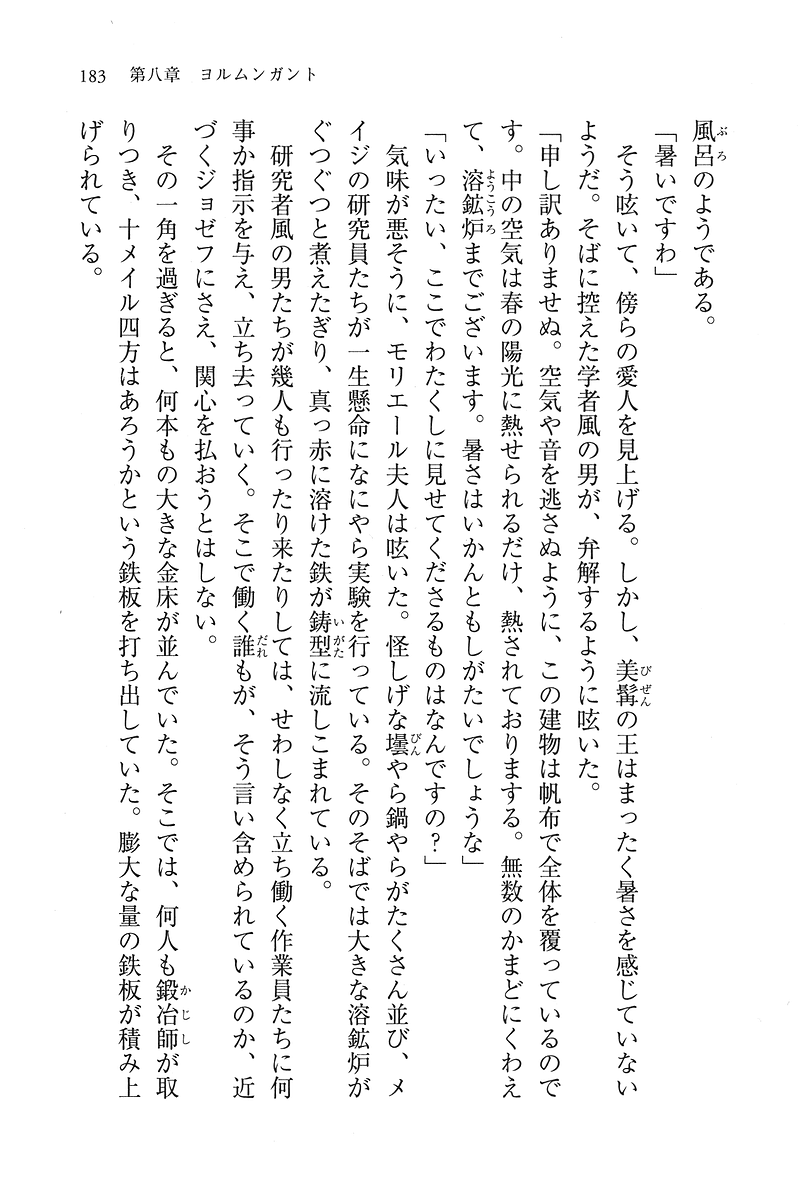 183　第八章　ヨルムンガント
風呂のようである。
「暑いですわ」
　そう呟いて、傍らの愛人を見上げる。しかし、美髯の王はまったく暑さを感じていない
ようだ。そばに控えた学者風の男が、弁解するように呟いた。
「申し訳ありませぬ。空気や音を逃さぬように、この建物は帆布で全体を覆っているので
す。中の空気は春の陽光に熱せられるだけ、熱されておりまする。無数のかまどにくわえ
て、溶鉱炉までございます。暑さはいかんともしがたいでしょうな」
「いったい、ここでわたくしに見せてくださるものはなんですの？」
　気味が悪そうに、モリエール夫人は呟いた。怪しげな壜やら鍋やらがたくさん並び、メ
イジの研究員たちが一生懸命になにやら実験を行っている。そのそばでは大きな溶鉱炉が
ぐつぐつと煮えたぎり、真っ赤に溶けた鉄が鋳型に流しこまれている。
　研究者風の男たちが幾人も行ったり来たりしては、せわしなく立ち働く作業員たちに何
事か指示を与え、立ち去っていく。そこで働く誰もが、そう言い含められているのか、近
づくジョゼフにさえ、関心を払おうとはしない。
　その一角を過ぎると、何本もの大きな金床が並んでいた。そこでは、何人も鍛冶師が取
りつき、十メイル四方はあろうかという鉄板を打ち出していた。膨大な量の鉄板が積み上
げられている。